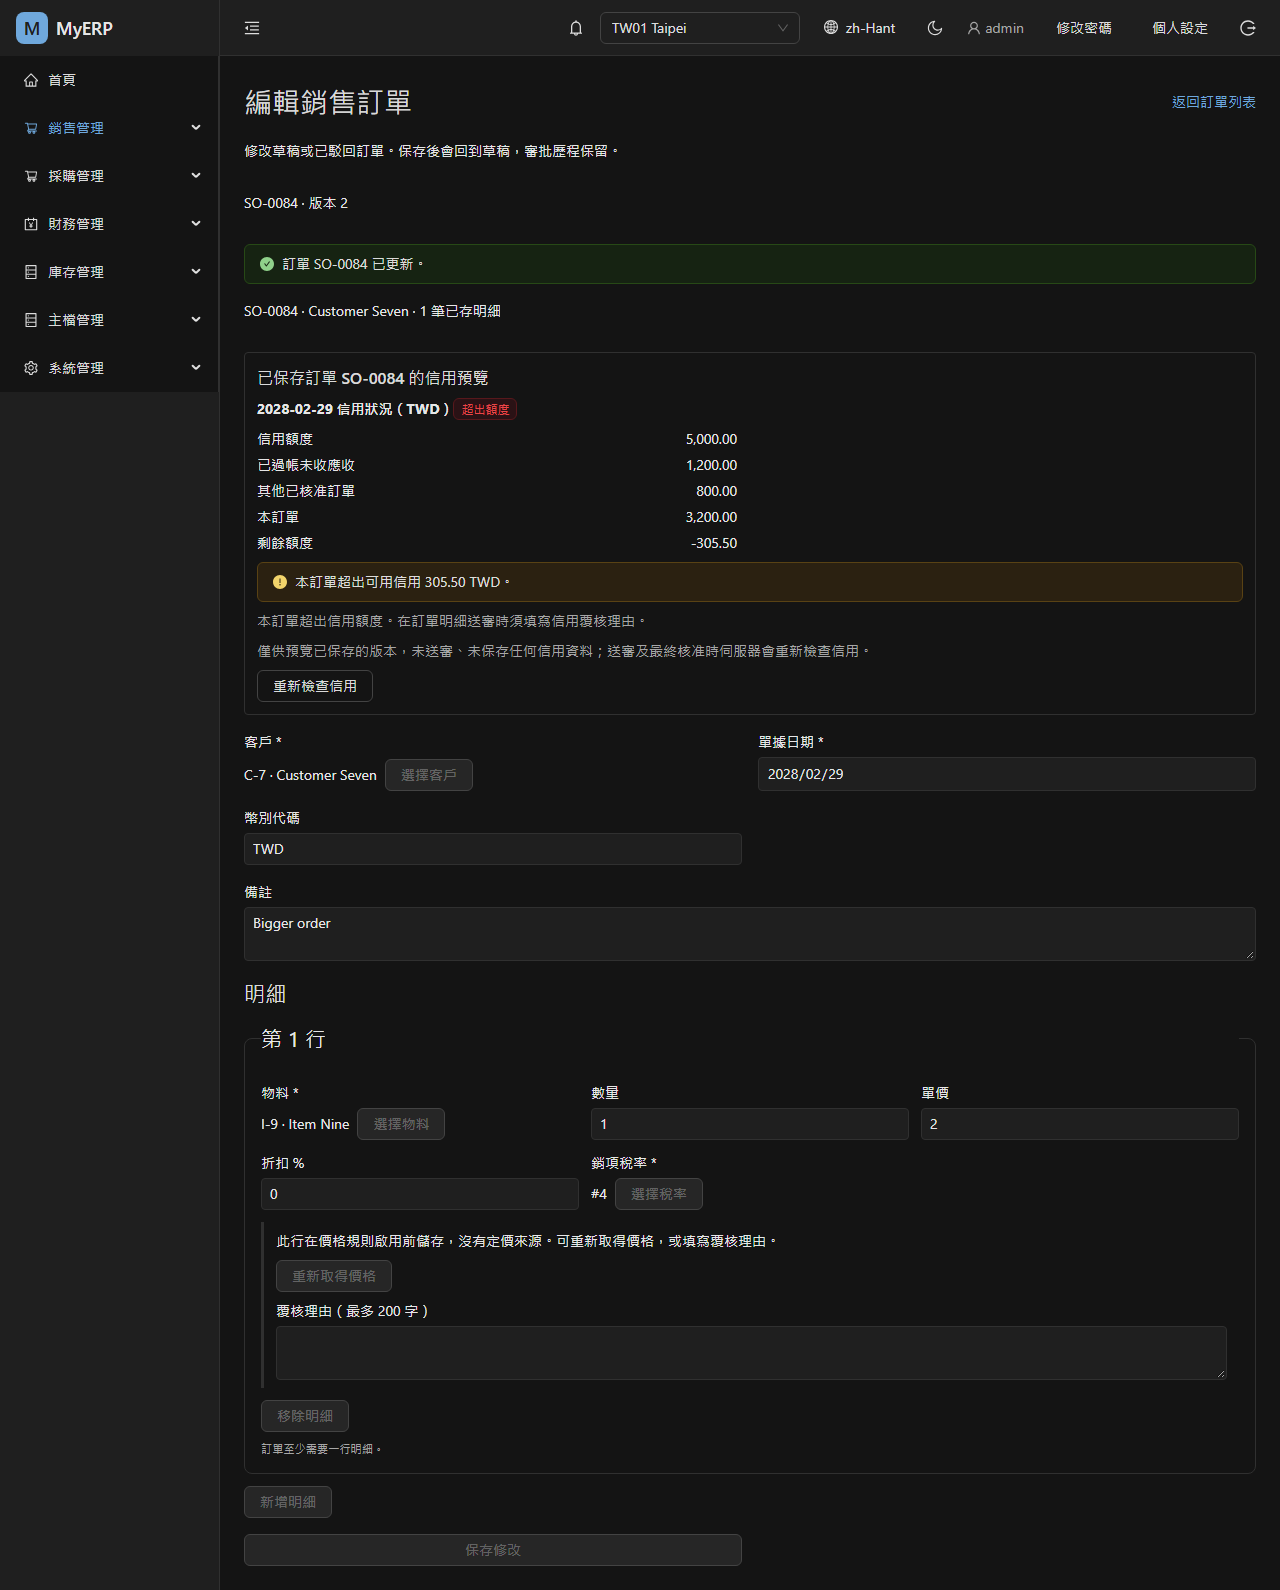 M MyERP
TW01 Taipei
zh-Hant
admin
修改密碼
個人設定
首頁
銷售管理
採購管理
財務管理
庫存管理
主檔管理
系統管理
編輯銷售訂單
返回訂單列表
修改草稿或已駁回訂單。保存後會回到草稿，審批歷程保留。
SO-0084 · 版本 2
訂單 SO-0084 已更新。
SO-0084 · Customer Seven · 1 筆已存明細
已保存訂單 SO-0084 的信用預覽
2028-02-29 信用狀況（TWD） 超出額度
信用額度 5,000.00
已過帳未收應收 1,200.00
其他已核准訂單 800.00
本訂單 3,200.00
剩餘額度 -305.50
本訂單超出可用信用 305.50 TWD。
本訂單超出信用額度。在訂單明細送審時須填寫信用覆核理由。
僅供預覽已保存的版本，未送審、未保存任何信用資料；送審及最終核准時伺服器會重新檢查信用。
重新檢查信用
客戶 *
單據日期 *
C-7 · Customer Seven 選擇客戶
2028/02/29
幣別代碼
TWD
備註
Bigger order
明細
第 1 行
物料 *
數量
單價
I-9 · Item Nine 選擇物料
1
2
折扣 %
銷項稅率 *
0
#4 選擇稅率
此行在價格規則啟用前儲存，沒有定價來源。可重新取得價格，或填寫覆核理由。
重新取得價格
覆核理由（最多 200 字）
移除明細
訂單至少需要一行明細。
新增明細
保存修改